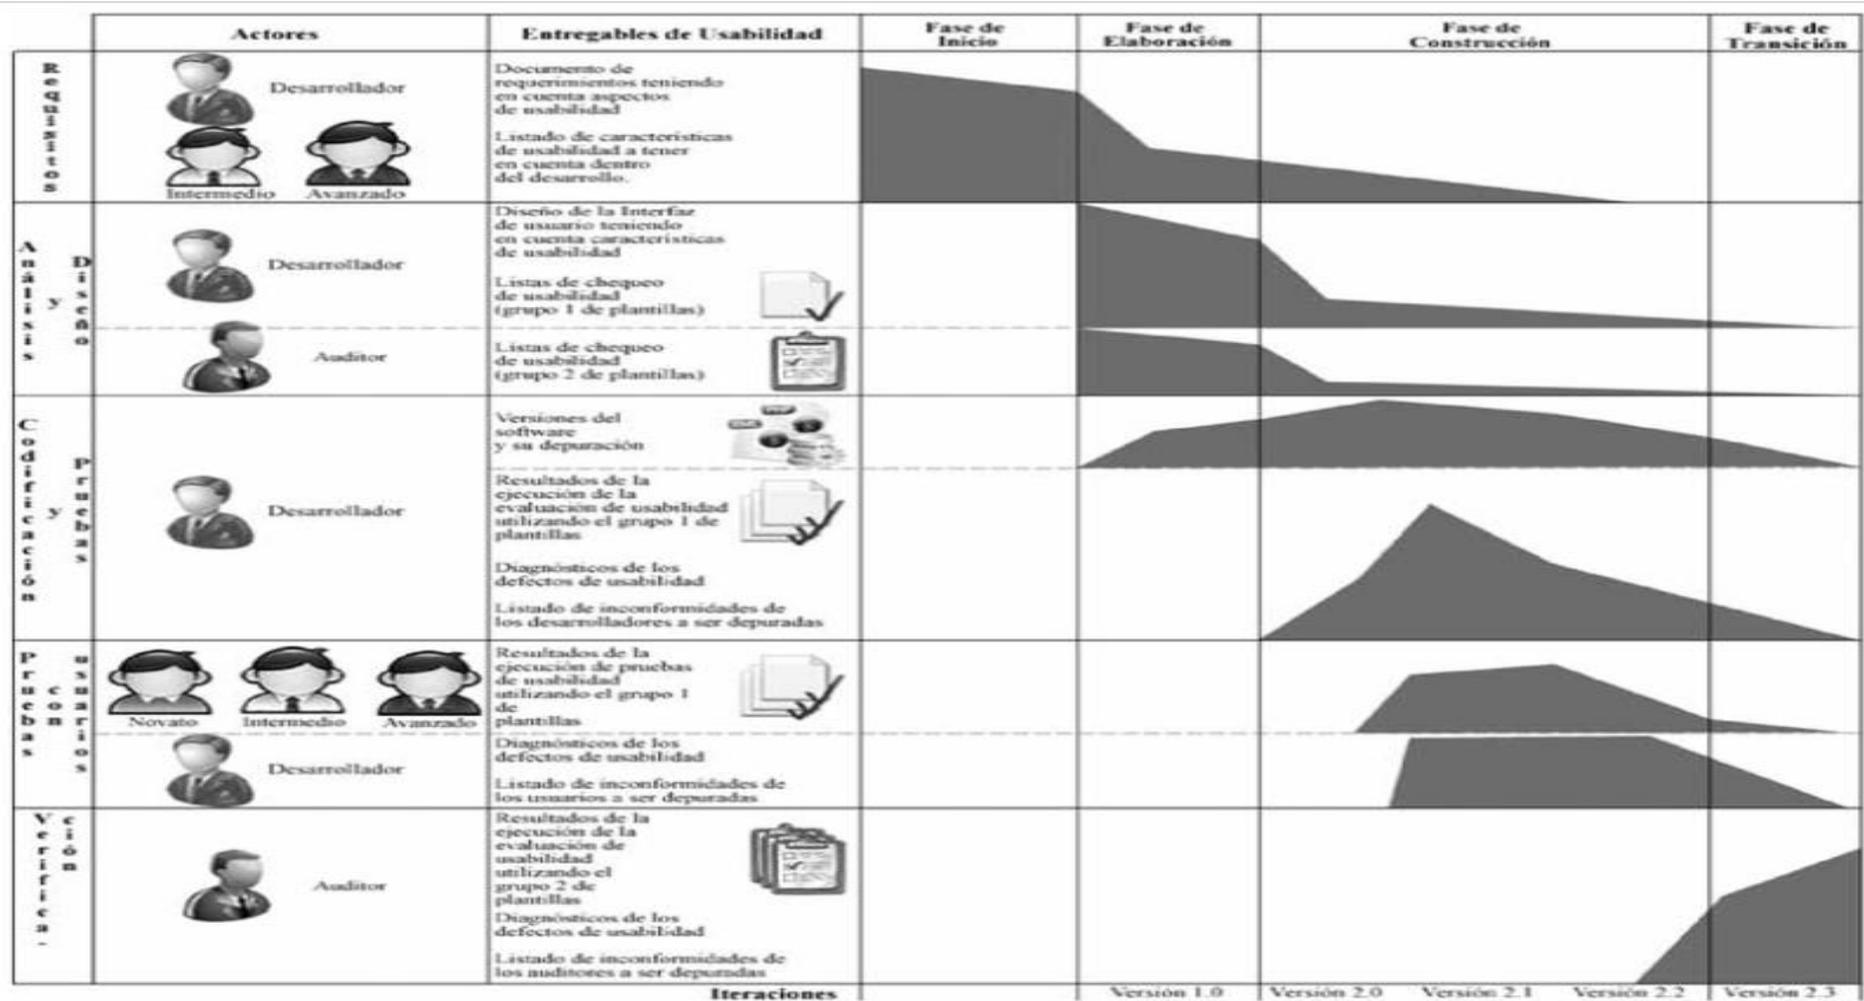 Actores
Entregables de Usabilidad
Fase de
Inicio
Fase de
Elaboración
Fase de
Construcción
Fase de
Transición
Requisitos
Desarrollador
Intermedio
Avanzado
Documento de
requerimientos teniendo
en cuenta aspectos
de usabilidad
Listado de características
de usabilidad a tener
en cuenta dentro
del desarrollo.
Análisis
y
Diseño
Desarrollador
Diseño de la Interfaz
de usuario teniendo
en cuenta características
de usabilidad
Listas de chequeo
de usabilidad
(grupo 1 de plantillas)
Auditor
Listas de chequeo
de usabilidad
(grupo 2 de plantillas)
Codificación
y
Pruebas
Desarrollador
Versiones del
software
y su depuración
Resultados de la
ejecución de la
evaluación de usabilidad
utilizando el grupo 1 de
plantillas
Diagnósticos de los
defectos de usabilidad
Listado de inconformidades de
los desarrolladores a ser depuradas
Pruebas
con
usuarios
Novato
Intermedio
Avanzado
Resultados de la
ejecución de pruebas
de usabilidad
utilizando el grupo 1
de
plantillas
Desarrollador
Diagnósticos de los
defectos de usabilidad
Listado de inconformidades de
los usuarios a ser depuradas
Verifica-
ción
Auditor
Resultados de la
ejecución de la
evaluación de
usabilidad
utilizando el
grupo 2 de
plantillas
Diagnósticos de los
defectos de usabilidad
Listado de inconformidades de
los auditores a ser depuradas
Iteraciones
Versión 1.0
Versión 2.0
Versión 2.1
Versión 2.2
Versión 2.3